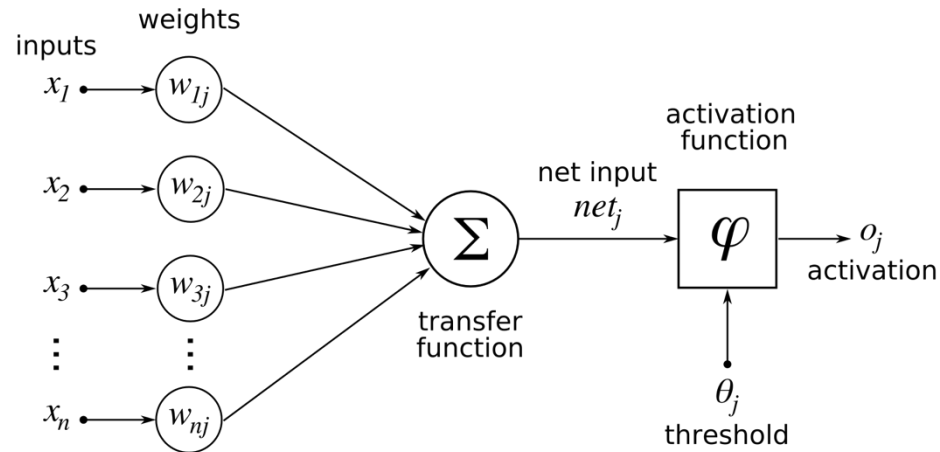 weights
inputs
x₁
w₁ⱼ
activation
function
x₂
w₂ⱼ
net input
netⱼ
Σ
φ
oⱼ
activation
x₃
w₃ⱼ
transfer
function
⋮
⋮
θⱼ
threshold
xₙ
wₙⱼ